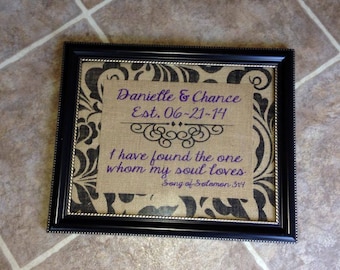 Danielle & Chance
Est. 06-21-14
I have found the one
whom my soul loves
Song of Solomon 3:4